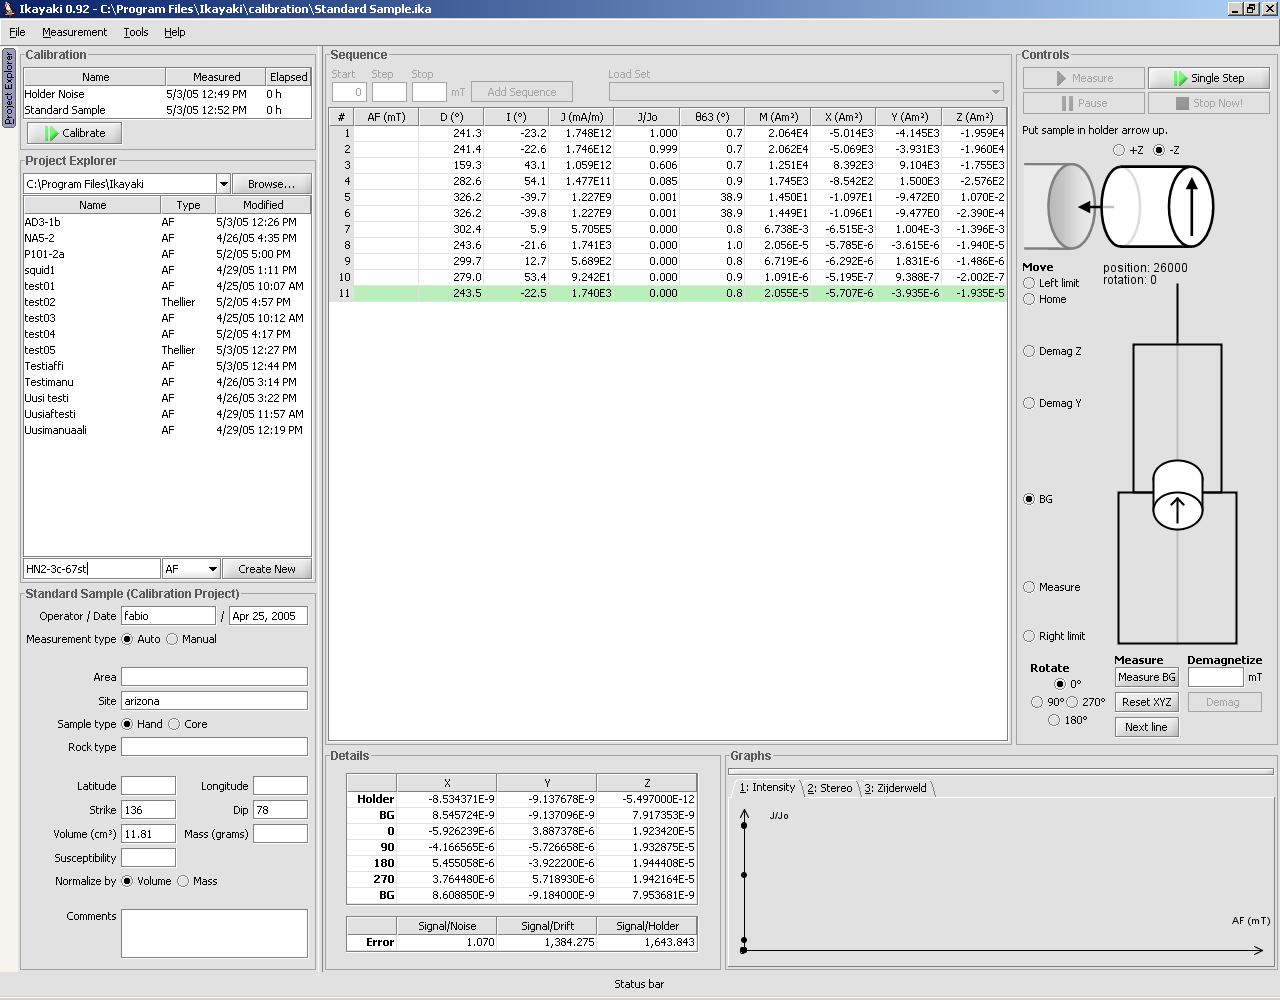 Ikayaki 0.92 - C:\Program Files\Ikayaki\calibration\Standard Sample.ika
File Measurement Tools Help
Project Explorer
Calibration
Name Measured Elapsed
Holder Noise 5/3/05 12:49 PM 0 h
Standard Sample 5/3/05 12:52 PM 0 h
Calibrate
Project Explorer
C:\Program Files\Ikayaki Browse...
Name Type Modified
AD3-1b AF 5/3/05 12:26 PM
NA5-2 AF 4/26/05 4:35 PM
P101-2a AF 5/2/05 5:00 PM
squid1 AF 4/29/05 1:11 PM
test01 AF 4/25/05 10:07 AM
test02 Thellier 5/2/05 4:57 PM
test03 AF 4/25/05 10:12 AM
test04 AF 5/2/05 4:17 PM
test05 Thellier 5/3/05 12:27 PM
Testiaffi AF 5/3/05 12:44 PM
Testimanu AF 4/26/05 3:14 PM
Uusi testi AF 4/26/05 3:22 PM
Uusiaftesti AF 4/29/05 11:57 AM
Uusimanuaali AF 4/29/05 12:19 PM
HN2-3c-67st AF Create New
Standard Sample (Calibration Project)
Operator / Date fabio / Apr 25, 2005
Measurement type Auto Manual
Area
Site arizona
Sample type Hand Core
Rock type
Latitude Longitude
Strike 136 Dip 78
Volume (cm³) 11.81 Mass (grams)
Susceptibility
Normalize by Volume Mass
Comments
Sequence
Start Step Stop Load Set
0 mT Add Sequence
# AF (mT) D (°) I (°) J (mA/m) J/Jo θ63 (°) M (Am²) X (Am²) Y (Am²) Z (Am²)
1 241.3 -23.2 1.748E12 1.000 0.7 2.064E4 -5.014E3 -4.145E3 -1.959E4
2 241.4 -22.6 1.746E12 0.999 0.7 2.062E4 -5.069E3 -3.931E3 -1.960E4
3 159.3 43.1 1.059E12 0.606 0.7 1.251E4 8.392E3 9.104E3 -1.755E3
4 282.6 54.1 1.477E11 0.085 0.9 1.745E3 -8.542E2 1.500E3 -2.576E2
5 326.2 -39.7 1.227E9 0.001 38.9 1.450E1 -1.097E1 -9.472E0 1.070E-2
6 326.2 -39.8 1.227E9 0.001 38.9 1.449E1 -1.096E1 -9.477E0 -2.390E-4
7 302.4 5.9 5.705E5 0.000 0.8 6.738E-3 -6.515E-3 1.004E-3 -1.396E-3
8 243.6 -21.6 1.741E3 0.000 1.0 2.056E-5 -5.785E-6 -3.615E-6 -1.940E-5
9 299.7 12.7 5.689E2 0.000 0.8 6.719E-6 -6.292E-6 1.831E-6 -1.486E-6
10 279.0 53.4 9.242E1 0.000 0.9 1.091E-6 -5.195E-7 9.388E-7 -2.002E-7
11 243.5 -22.5 1.740E3 0.000 0.8 2.055E-5 -5.707E-6 -3.935E-6 -1.935E-5
Details
X Y Z
Holder -8.534371E-9 -9.137678E-9 -5.497000E-12
BG 8.545724E-9 -9.137096E-9 7.917353E-9
0 -5.926239E-6 3.887378E-6 1.923420E-5
90 -4.166565E-6 -5.726658E-6 1.932875E-5
180 5.455058E-6 -3.922200E-6 1.944408E-5
270 3.764480E-6 5.718930E-6 1.942164E-5
BG 8.608850E-9 -9.184000E-9 7.953681E-9
Signal/Noise Signal/Drift Signal/Holder
Error 1.070 1,384.275 1,643.843
Controls
Measure Single Step
Pause Stop Now!
Put sample in holder arrow up.
+Z -Z
Move position: 26000
Left limit rotation: 0
Home
Demag Z
Demag Y
BG
Measure
Right limit
Rotate Measure Demagnetize
0° Measure BG mT
90° 270° Reset XYZ Demag
180° Next line
Graphs
1: Intensity 2: Stereo 3: Zijderweld
J/Jo
AF (mT)
Status bar